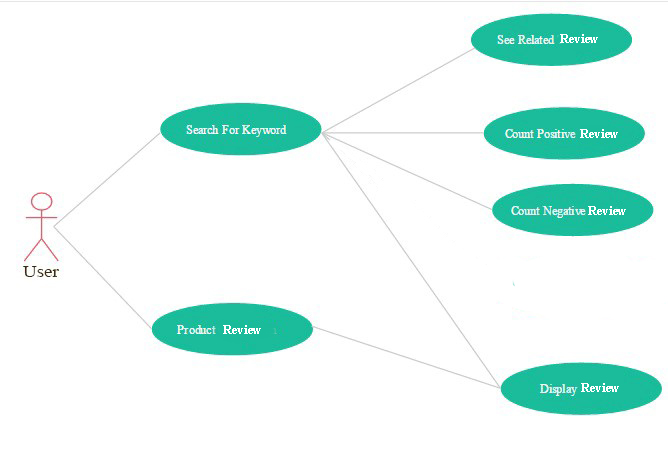 See Related Review
Search For Keyword
Count Positive Review
Count Negative Review
User
Product Review
Display Review